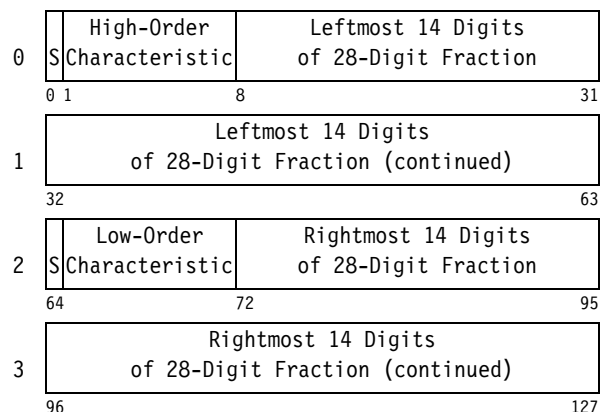 High-Order Leftmost 14 Digits
0 S Characteristic of 28-Digit Fraction
0 1 8 31
Leftmost 14 Digits
1 of 28-Digit Fraction (continued)
32 63
Low-Order Rightmost 14 Digits
2 S Characteristic of 28-Digit Fraction
64 72 95
Rightmost 14 Digits
3 of 28-Digit Fraction (continued)
96 127